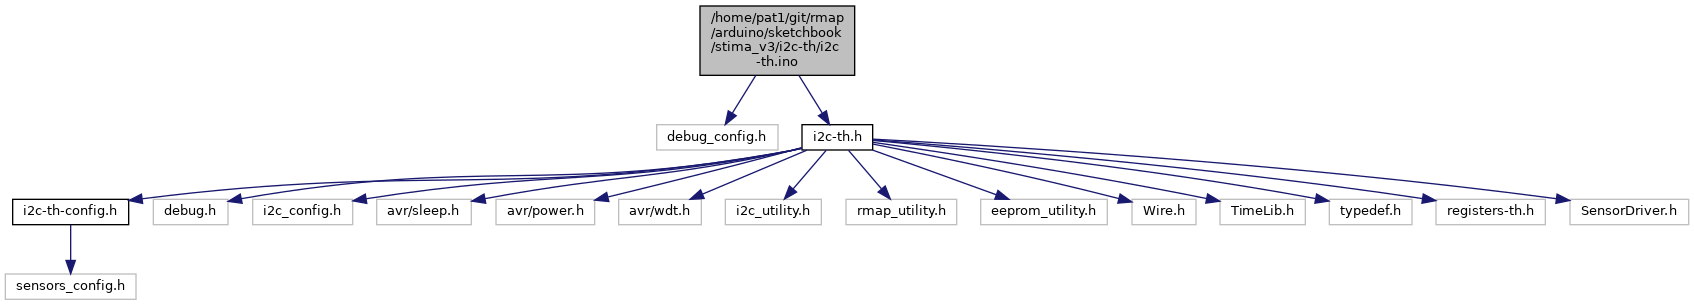 /home/pat1/git/rmap
/arduino/sketchbook
/stima_v3/i2c-th/i2c
-th.ino
debug_config.h
i2c-th.h
i2c-th-config.h
debug.h
i2c_config.h
avr/sleep.h
avr/power.h
avr/wdt.h
i2c_utility.h
rmap_utility.h
eeprom_utility.h
Wire.h
TimeLib.h
typedef.h
registers-th.h
SensorDriver.h
sensors_config.h